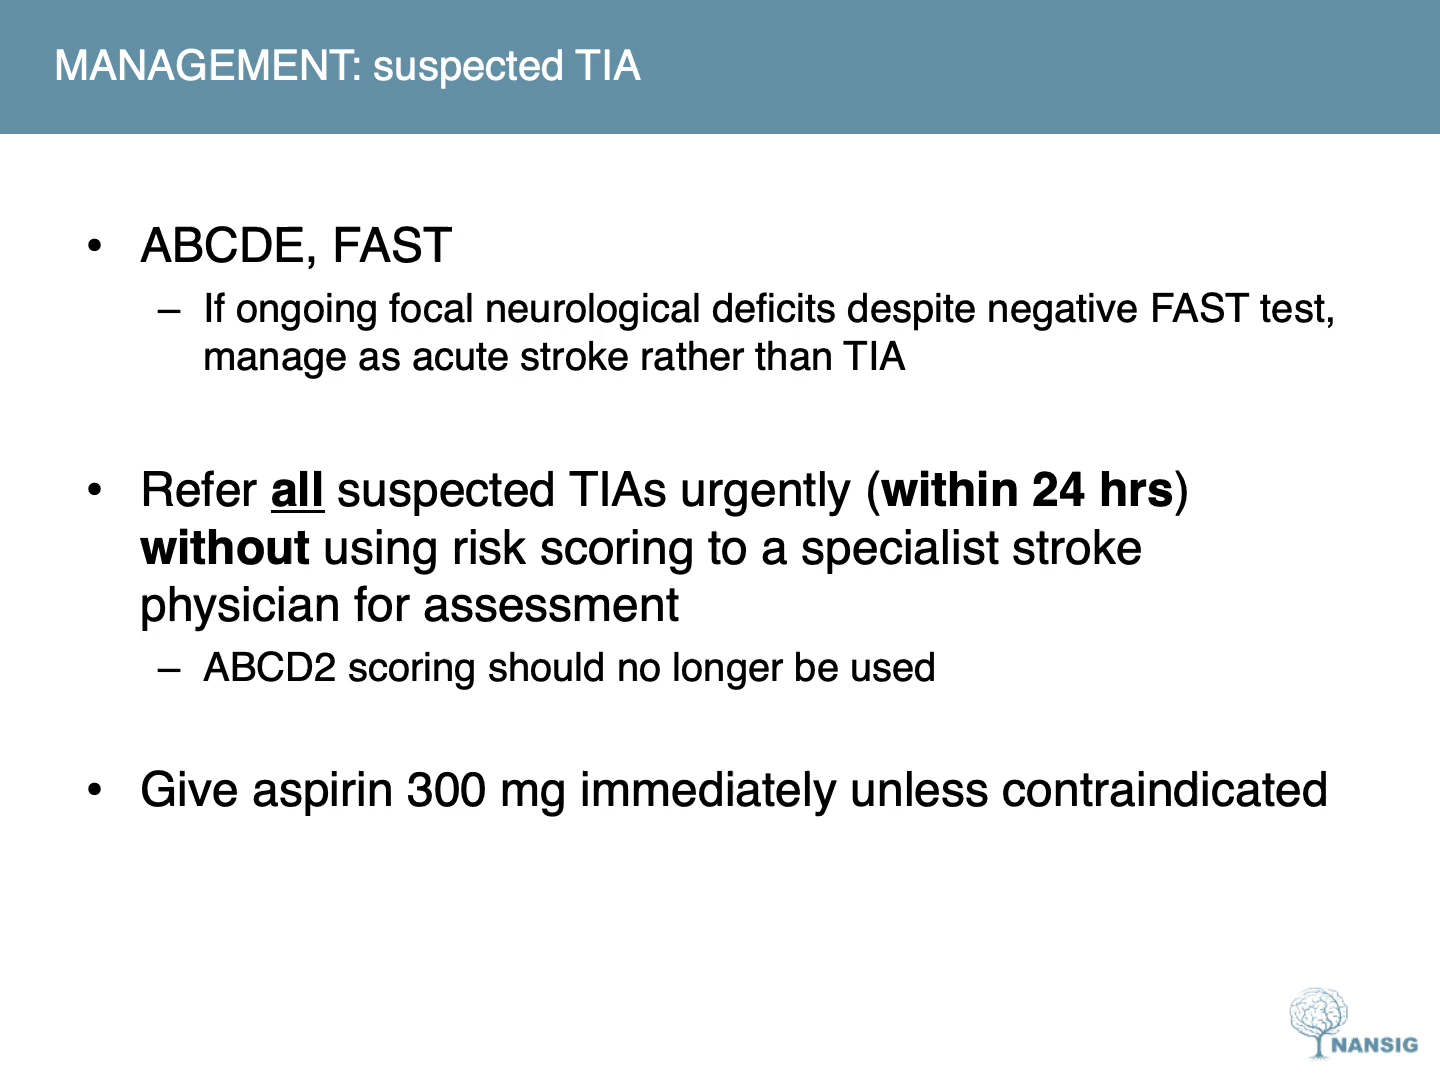 MANAGEMENT: suspected TIA
• ABCDE, FAST
– If ongoing focal neurological deficits despite negative FAST test,
manage as acute stroke rather than TIA
• Refer all suspected TIAs urgently (within 24 hrs)
without using risk scoring to a specialist stroke
physician for assessment
– ABCD2 scoring should no longer be used
• Give aspirin 300 mg immediately unless contraindicated
NANSIG